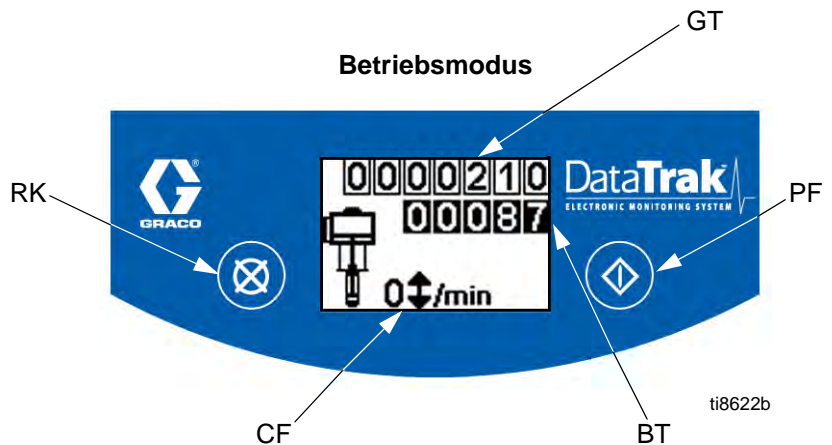 GT
Betriebsmodus
GRACO
RK
0000210
00087
0/min
DataTrak
ELECTRONIC MONITORING SYSTEM
PF
CF
BT
ti8622b